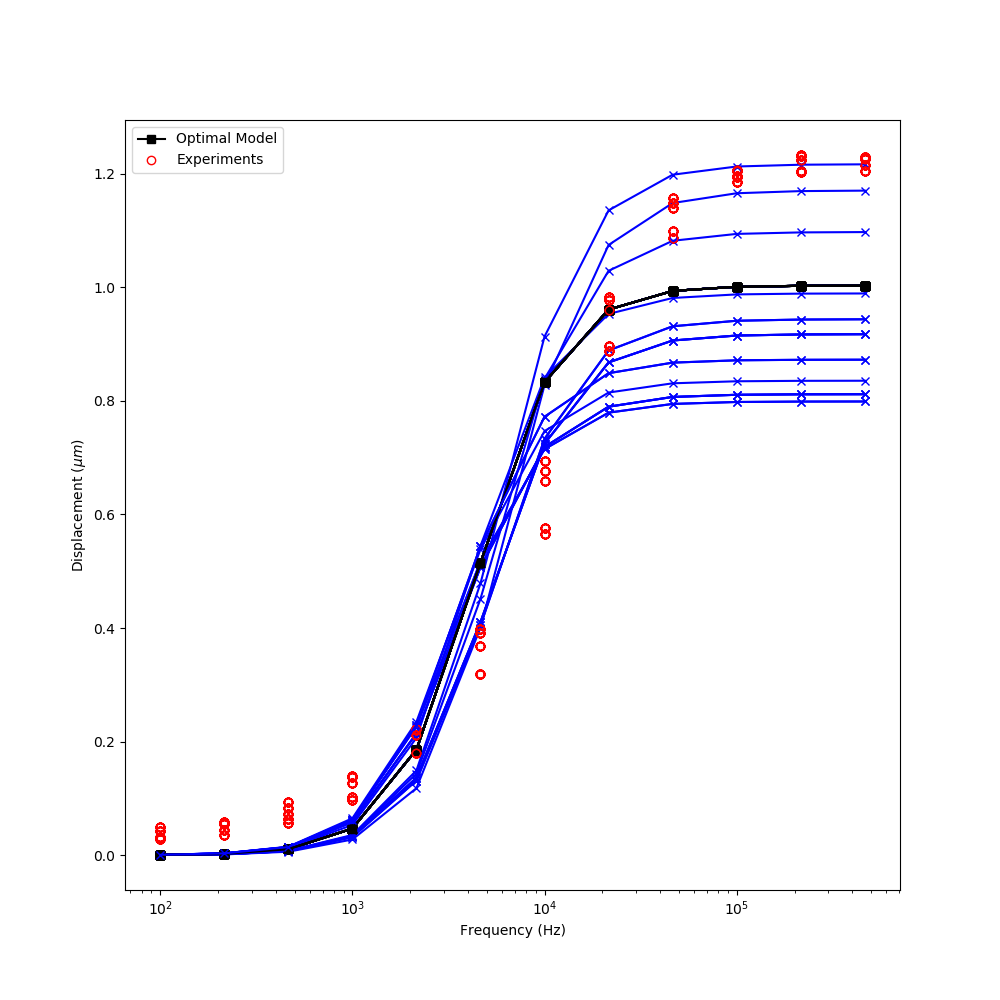 Optimal Model
Experiments
1.2
1.0
0.8
0.6
0.4
0.2
0.0
Displacement (μm)
10² 10³ 10⁴ 10⁵
Frequency (Hz)